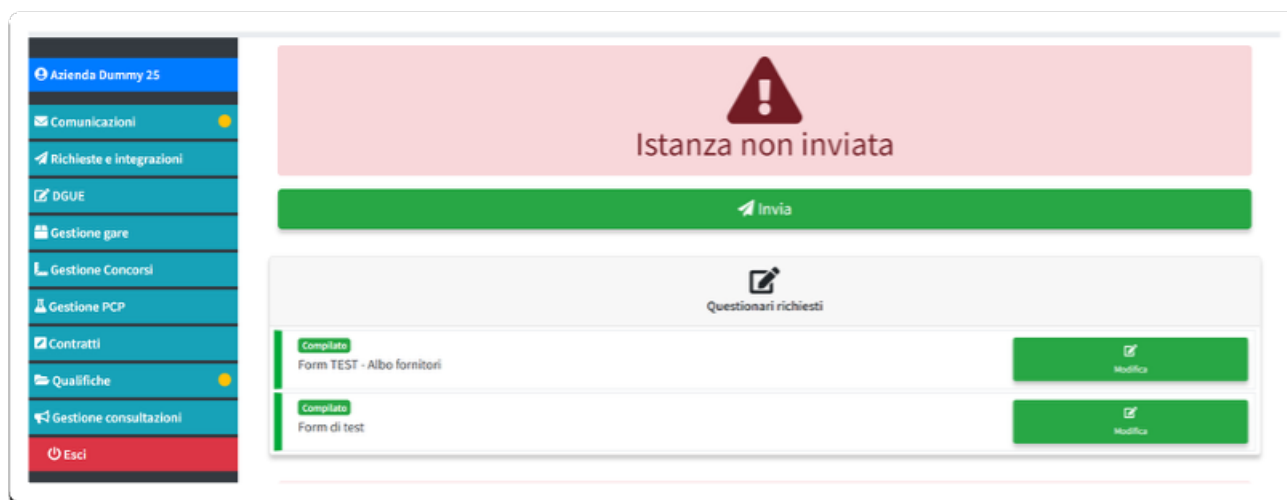 Azienda Dummy 25
Comunicazioni
Richieste e integrazioni
DGUE
Gestione gare
Gestione Concorsi
Gestione PCP
Contratti
Qualifiche
Gestione consultazioni
Esci
Istanza non inviata
Invia
Questionari richiesti
Compilato
Form TEST - Albo fornitori
Modifica
Compilato
Form di test
Modifica